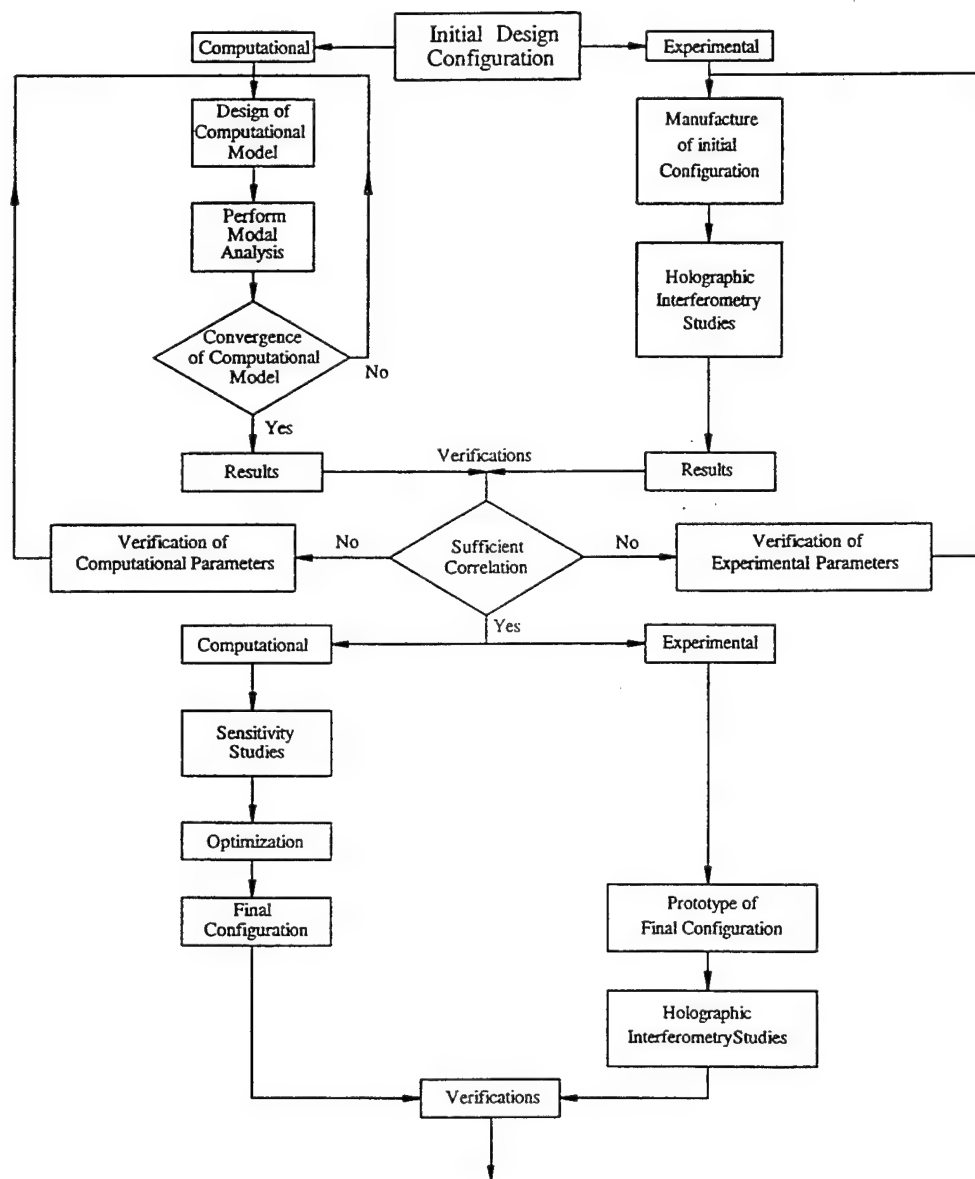 Initial Design
Configuration
Computational
Experimental
Design of
Computational
Model
Manufacture
of initial
Configuration
Perform
Modal
Analysis
Holographic
Interferometry
Studies
Convergence
of Computational
Model
No
Yes
Results
Verifications
Results
Verification of
Computational Parameters
No
Sufficient
Correlation
No
Verification of
Experimental Parameters
Yes
Computational
Experimental
Sensitivity
Studies
Optimization
Final
Configuration
Prototype of
Final Configuration
Holographic
InterferometryStudies
Verifications